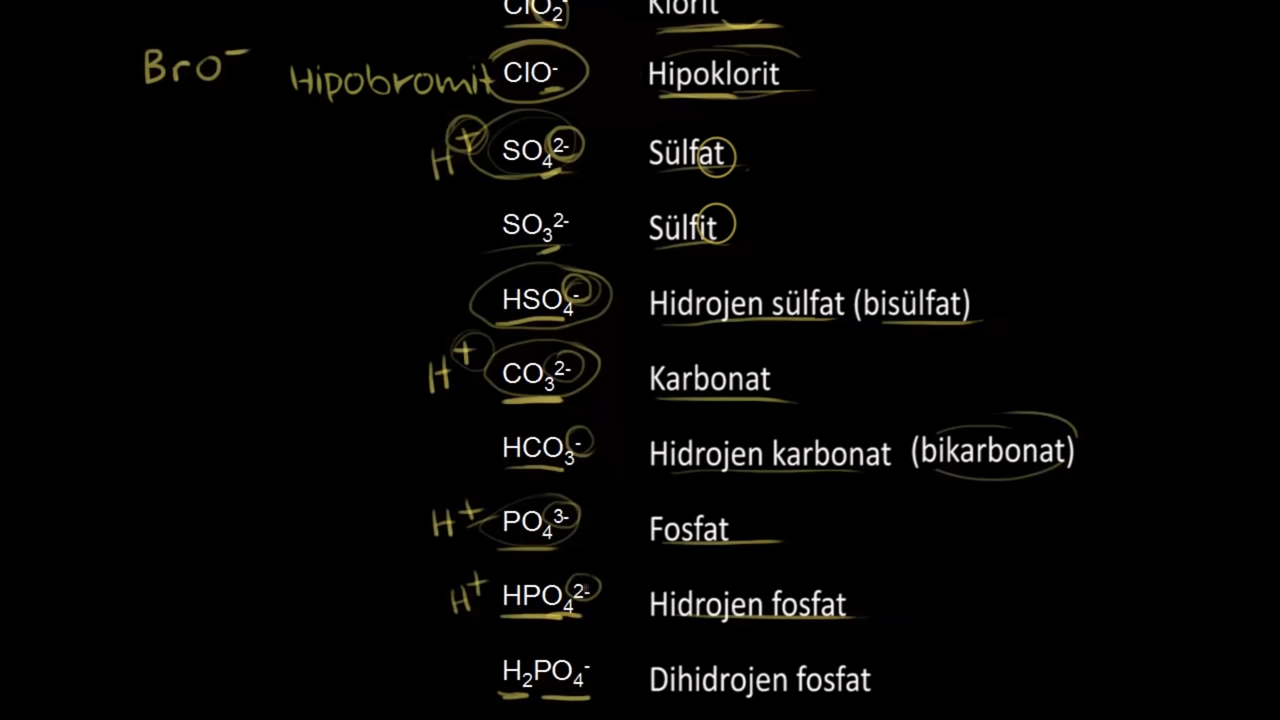 ClO₂⁻ Klorit
BrO⁻ Hipobromit ClO⁻ Hipoklorit
H⁺ SO₄²⁻ Sülfat
SO₃²⁻ Sülfit
HSO₄⁻ Hidrojen sülfat (bisülfat)
H⁺ CO₃²⁻ Karbonat
HCO₃⁻ Hidrojen karbonat (bikarbonat)
H⁺ PO₄³⁻ Fosfat
H⁺ HPO₄²⁻ Hidrojen fosfat
H₂PO₄⁻ Dihidrojen fosfat